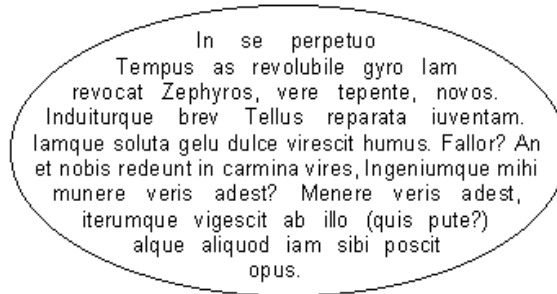 In se perpetuo
Tempus as revolubile gyro Iam
revocat Zephyros, vere tepente, novos.
Induiturque brev Tellus reparata iuventam.
Iamque soluta gelu dulce virescit humus. Fallor? An
et nobis redeunt in carmina vires, Ingeniumque mihi
munere veris adest? Menere veris adest,
iterumque vigescit ab illo (quis pute?)
alque aliquod iam sibi poscit
opus.